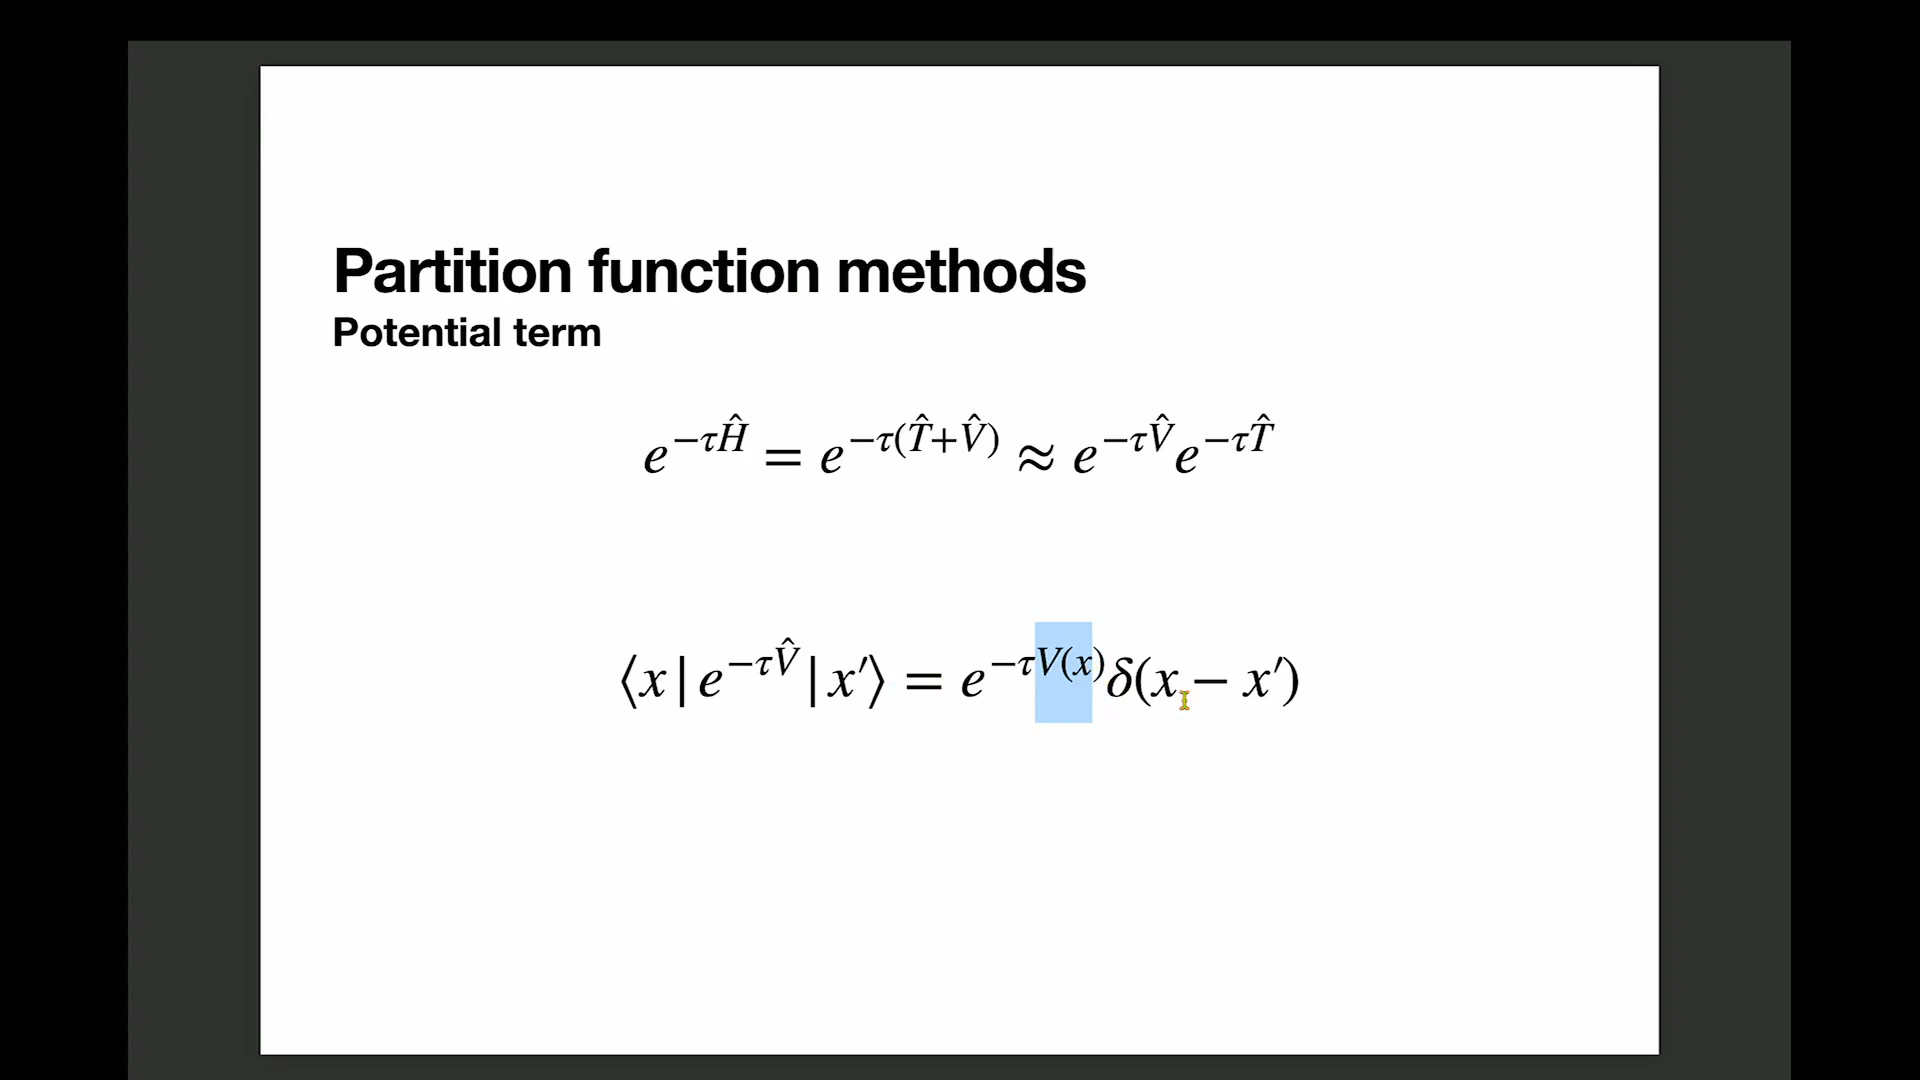 Partition function methods
Potential term
e^{−τĤ} = e^{−τ(T̂+V̂)} ≈ e^{−τV̂}e^{−τT̂}
⟨x|e^{−τV̂}|x′⟩ = e^{−τV(x)}δ(x − x′)